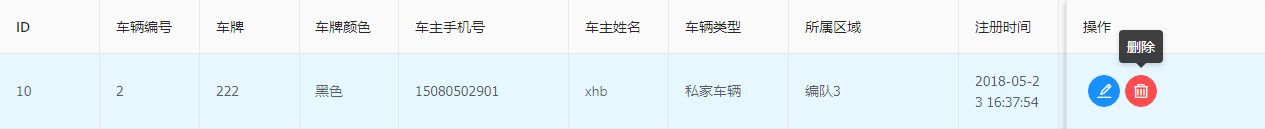 ID 车辆编号 车牌 车牌颜色 车主手机号 车主姓名 车辆类型 所属区域 注册时间 操作
删除
10 2 222 黑色 15080502901 xhb 私家车辆 编队3 2018-05-2
3 16:37:54